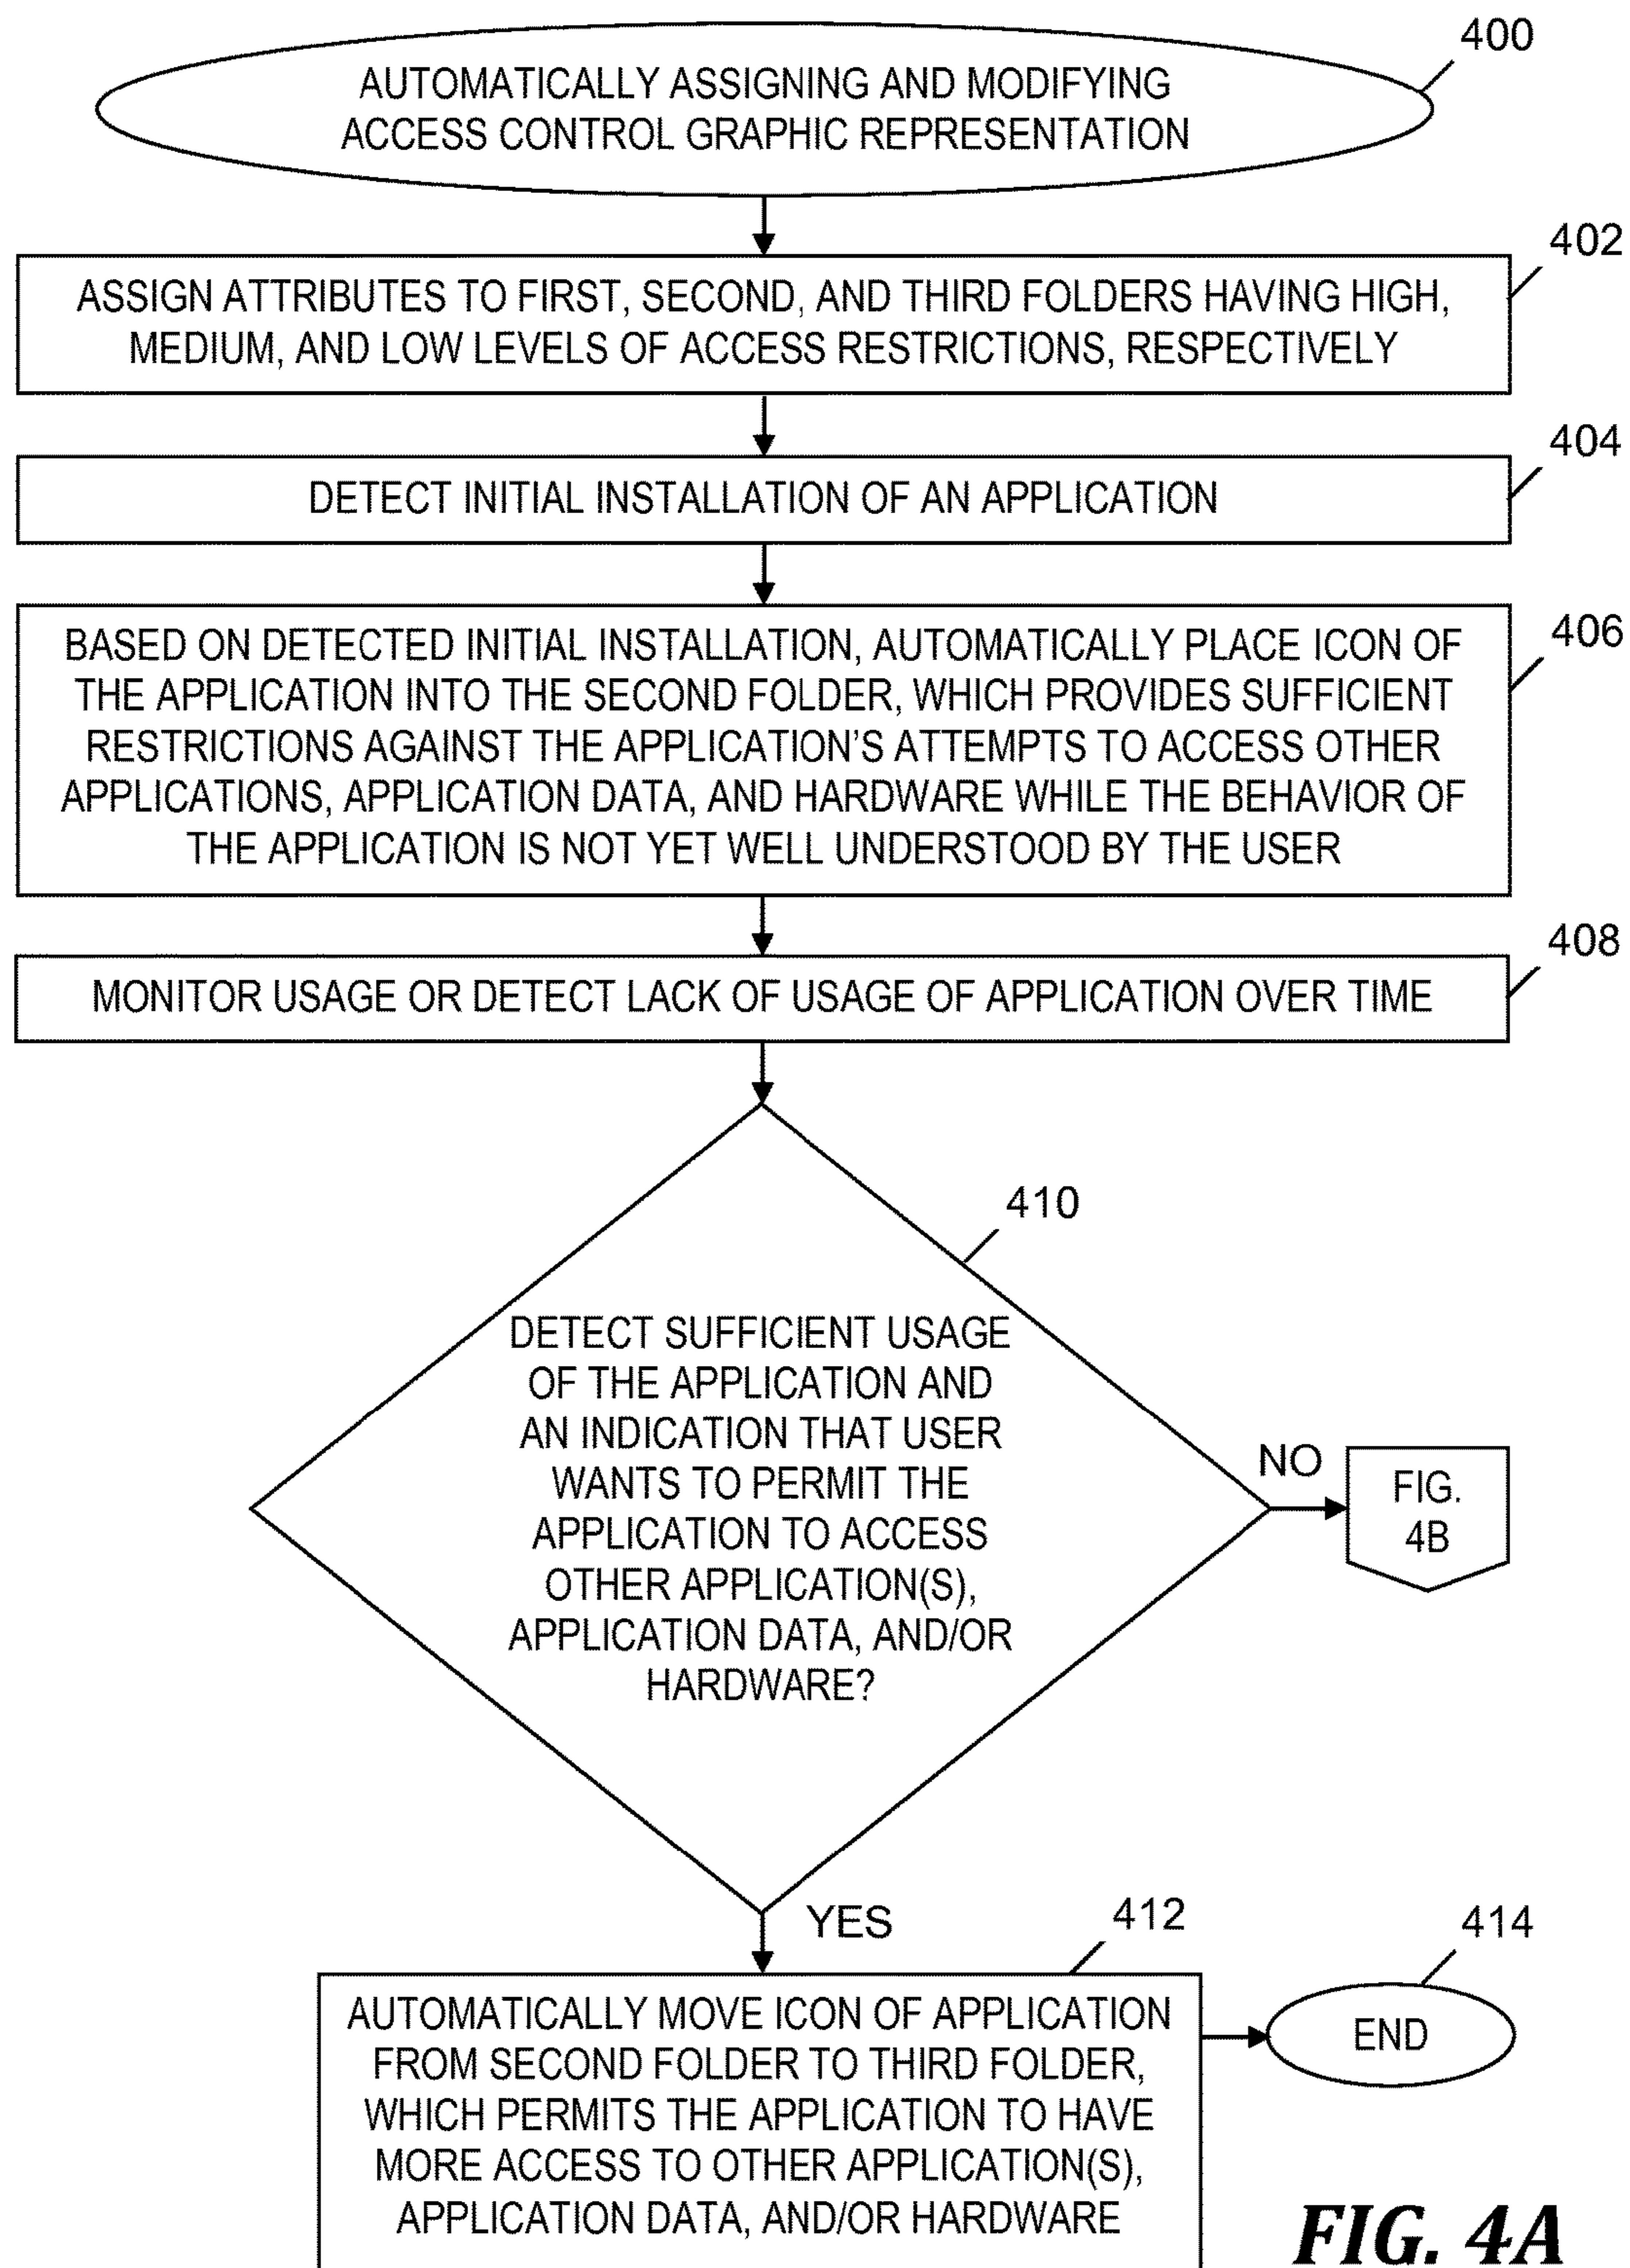 400
AUTOMATICALLY ASSIGNING AND MODIFYING
ACCESS CONTROL GRAPHIC REPRESENTATION
402
ASSIGN ATTRIBUTES TO FIRST, SECOND, AND THIRD FOLDERS HAVING HIGH,
MEDIUM, AND LOW LEVELS OF ACCESS RESTRICTIONS, RESPECTIVELY
404
DETECT INITIAL INSTALLATION OF AN APPLICATION
406
BASED ON DETECTED INITIAL INSTALLATION, AUTOMATICALLY PLACE ICON OF
THE APPLICATION INTO THE SECOND FOLDER, WHICH PROVIDES SUFFICIENT
RESTRICTIONS AGAINST THE APPLICATION'S ATTEMPTS TO ACCESS OTHER
APPLICATIONS, APPLICATION DATA, AND HARDWARE WHILE THE BEHAVIOR OF
THE APPLICATION IS NOT YET WELL UNDERSTOOD BY THE USER
408
MONITOR USAGE OR DETECT LACK OF USAGE OF APPLICATION OVER TIME
410
DETECT SUFFICIENT USAGE
OF THE APPLICATION AND
AN INDICATION THAT USER
WANTS TO PERMIT THE
APPLICATION TO ACCESS
OTHER APPLICATION(S),
APPLICATION DATA, AND/OR
HARDWARE?
NO
FIG.
4B
YES
412
AUTOMATICALLY MOVE ICON OF APPLICATION
FROM SECOND FOLDER TO THIRD FOLDER,
WHICH PERMITS THE APPLICATION TO HAVE
MORE ACCESS TO OTHER APPLICATION(S),
APPLICATION DATA, AND/OR HARDWARE
414
END
FIG. 4A